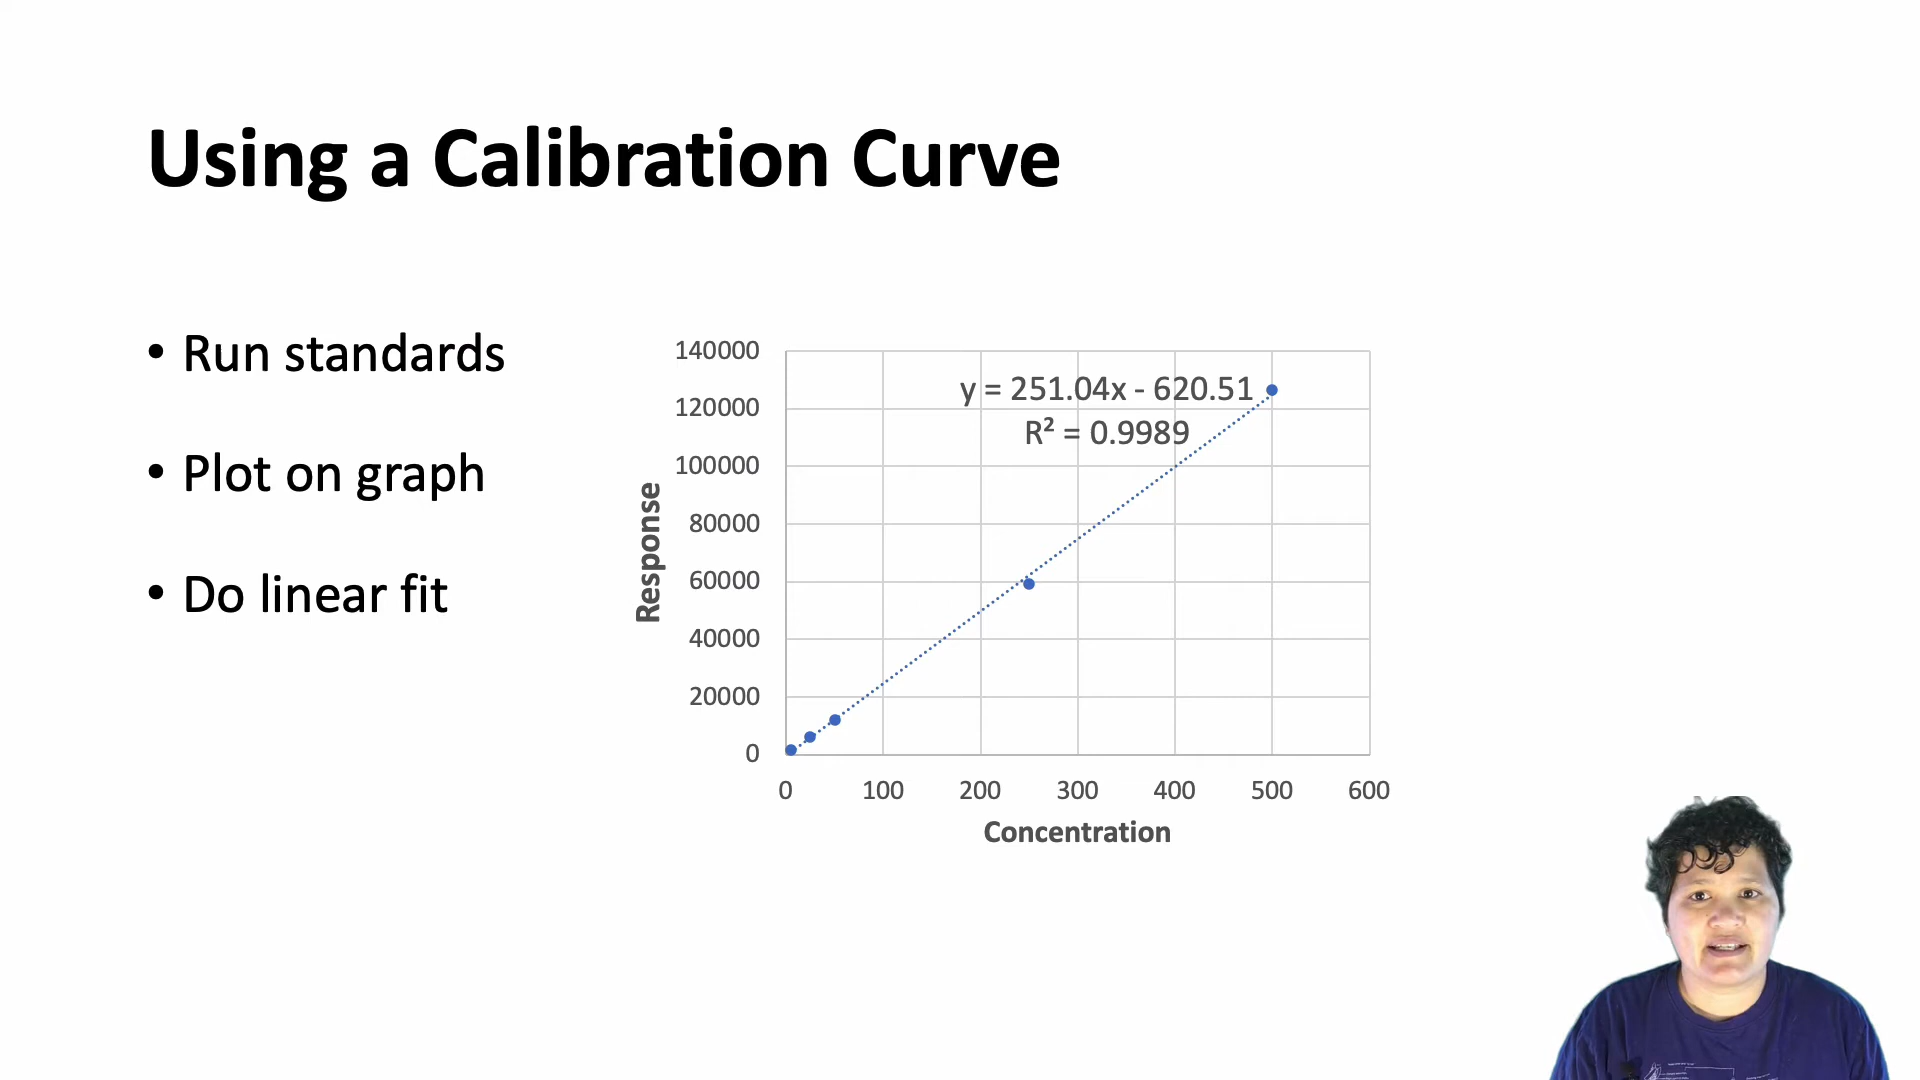 Using a Calibration Curve
• Run standards
• Plot on graph
• Do linear fit
140000
120000
100000
80000
60000
40000
20000
0
Response
y = 251.04x - 620.51
R² = 0.9989
0 100 200 300 400 500 600
Concentration